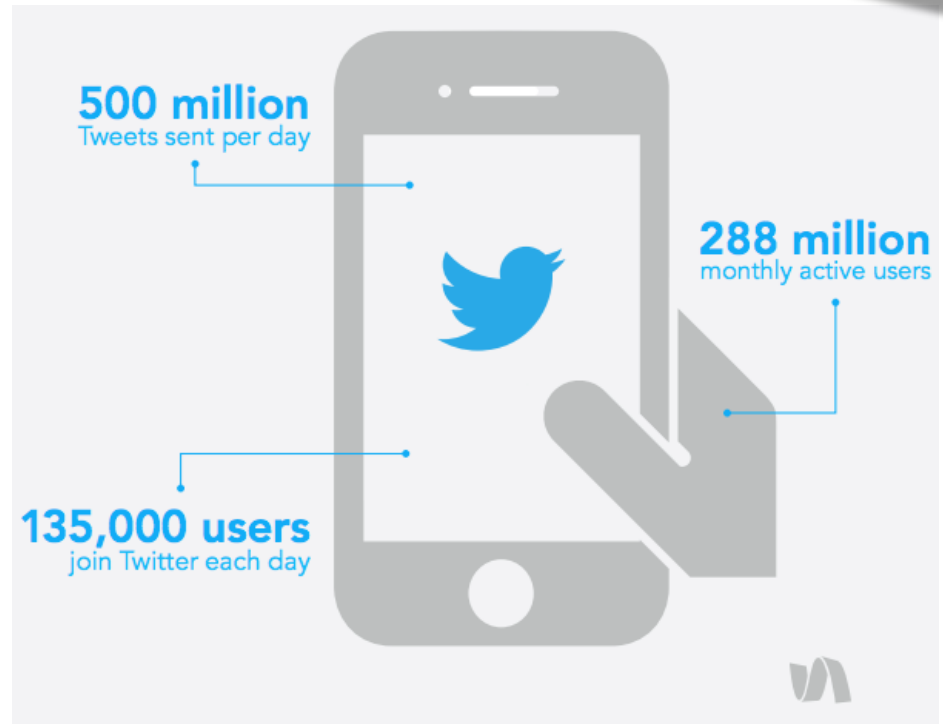 500 million
Tweets sent per day
288 million
monthly active users
135,000 users
join Twitter each day